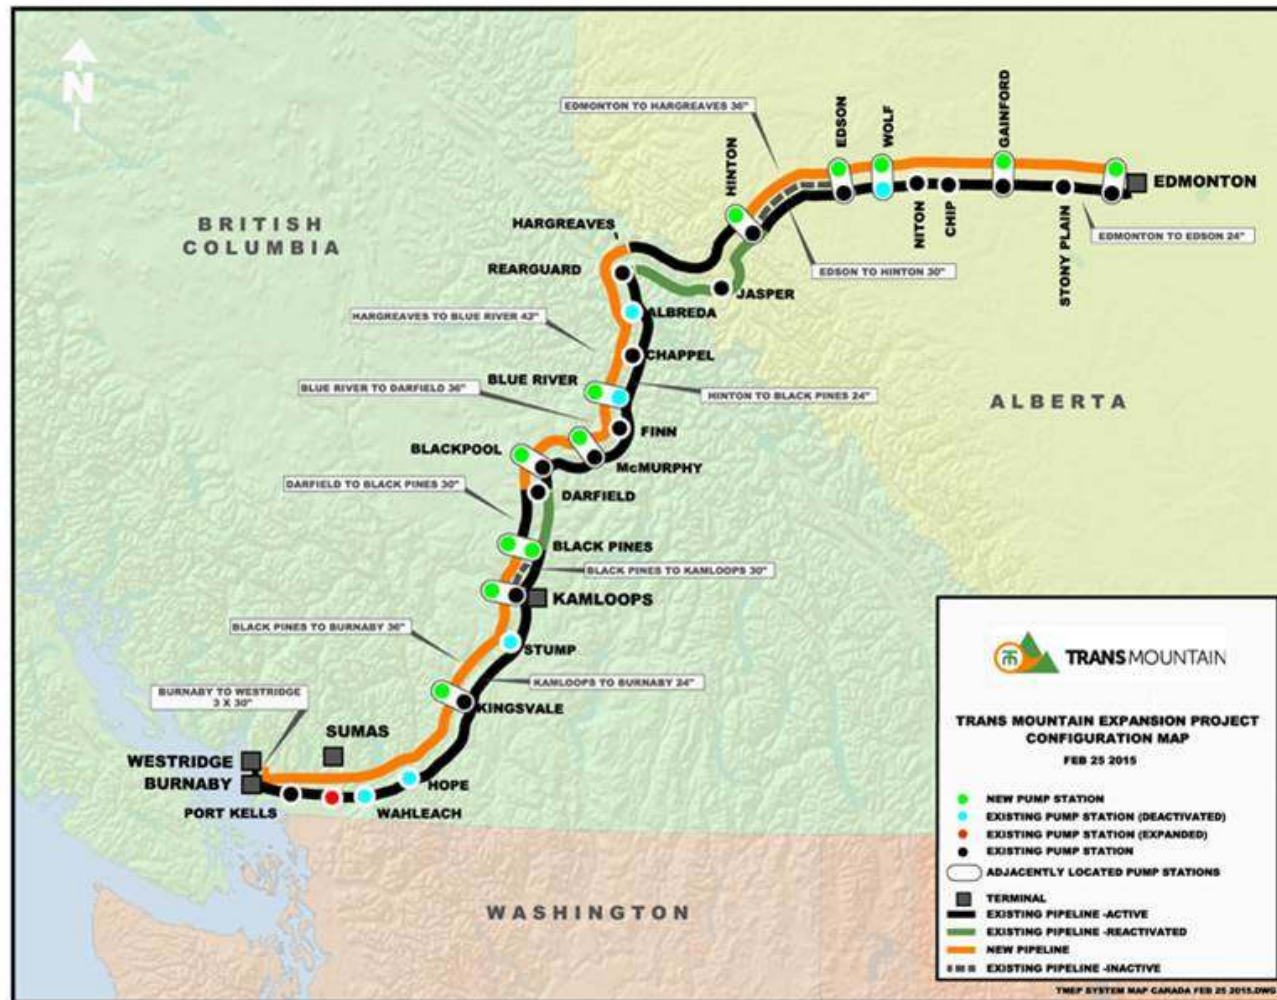 N
BRITISH
COLUMBIA
ALBERTA
WASHINGTON
EDMONTON TO HARGREAVES 36"
EDSON
WOLF
GAINFORD
HINTON
EDMONTON
NITON
CHIP
STONY PLAIN
EDMONTON TO EDSON 24"
EDSON TO HINTON 30"
HARGREAVES
REARGUARD
JASPER
ALBREDA
HARGREAVES TO BLUE RIVER 42"
CHAPPEL
BLUE RIVER
BLUE RIVER TO DARFIELD 36"
HINTON TO BLACK PINES 24"
FINN
BLACKPOOL
McMURPHY
DARFIELD TO BLACK PINES 30"
DARFIELD
BLACK PINES
BLACK PINES TO KAMLOOPS 30"
KAMLOOPS
BLACK PINES TO BURNABY 36"
STUMP
KAMLOOPS TO BURNABY 24"
BURNABY TO WESTRIDGE
3 X 30"
KINGSVALE
SUMAS
WESTRIDGE
BURNABY
HOPE
PORT KELLS
WAHLEACH
TRANSMOUNTAIN
TRANS MOUNTAIN EXPANSION PROJECT
CONFIGURATION MAP
FEB 25 2015
NEW PUMP STATION
EXISTING PUMP STATION (DEACTIVATED)
EXISTING PUMP STATION (EXPANDED)
EXISTING PUMP STATION
ADJACENTLY LOCATED PUMP STATIONS
TERMINAL
EXISTING PIPELINE -ACTIVE
EXISTING PIPELINE -REACTIVATED
NEW PIPELINE
EXISTING PIPELINE -INACTIVE
TMEP SYSTEM MAP CANADA FEB 25 2015.DWG